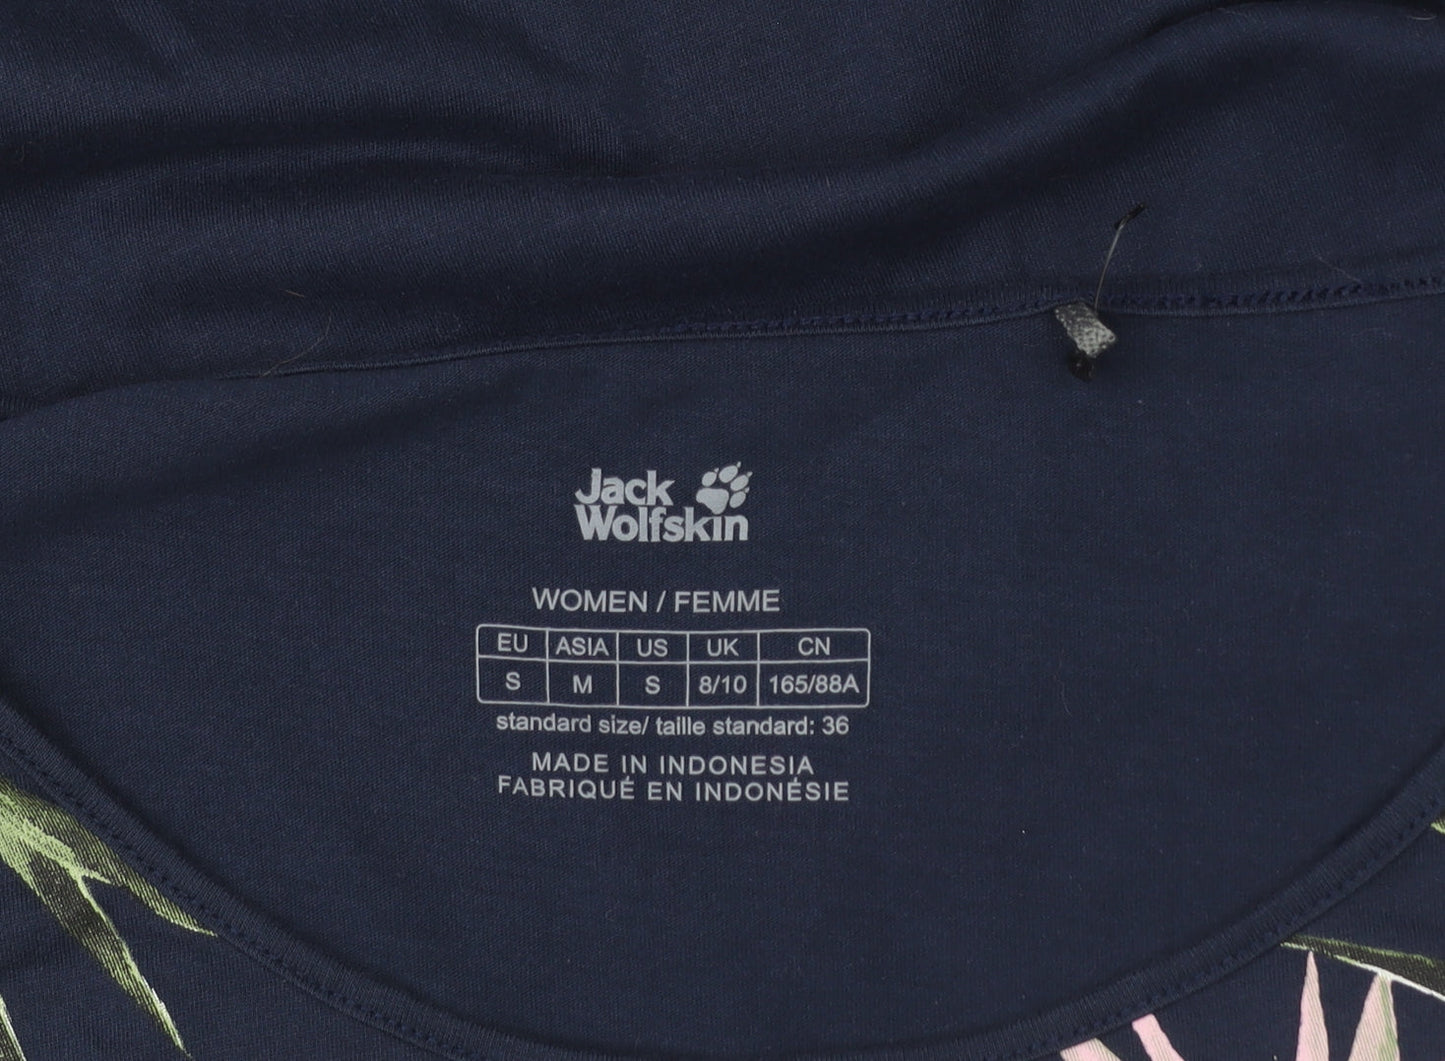 Jack
Wolfskin
WOMEN / FEMME
EU ASIA US UK CN
S M S 8/10 165/88A
standard size/ taille standard: 36
MADE IN INDONESIA
FABRIQUÉ EN INDONÉSIE